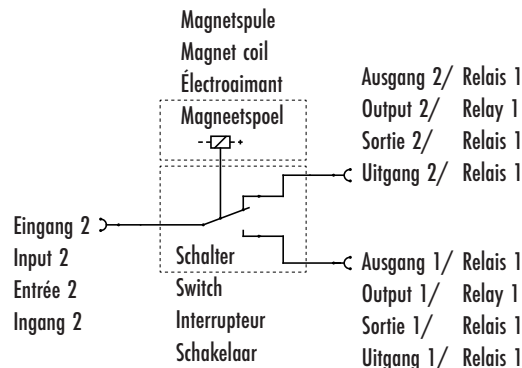 Magnetspule
Magnet coil
Électroaimant
Magneetspoel
- +
Ausgang 2/ Relais 1
Output 2/ Relay 1
Sortie 2/ Relais 1
Uitgang 2/ Relais 1
Eingang 2
Input 2
Entrée 2
Ingang 2
Schalter
Switch
Interrupteur
Schakelaar
Ausgang 1/ Relais 1
Output 1/ Relay 1
Sortie 1/ Relais 1
Uitgang 1/ Relais 1